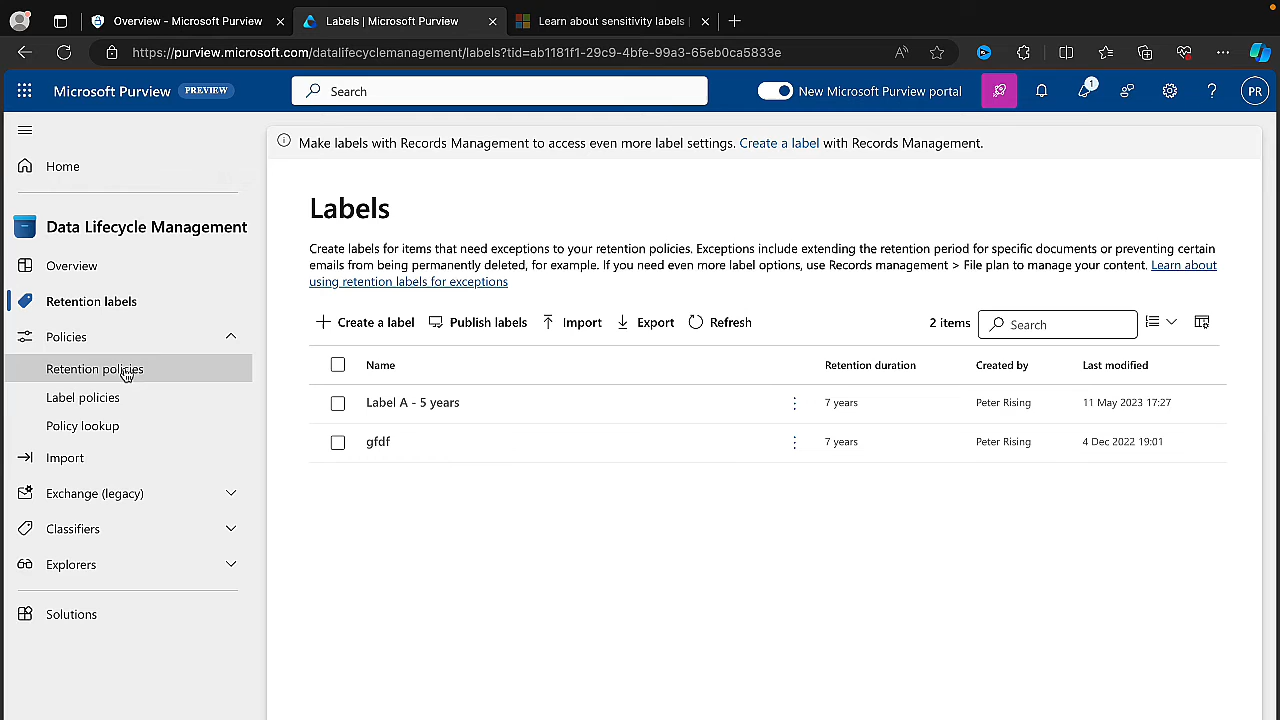 Overview - Microsoft Purview
Labels | Microsoft Purview
Learn about sensitivity labels |
https://purview.microsoft.com/datalifecyclemanagement/labels?tid=ab1181f1-29c9-4bfe-99a3-65eb0ca5833e
Microsoft Purview PREVIEW
Search
New Microsoft Purview portal
1
PR
Home
Data Lifecycle Management
Overview
Retention labels
Policies
Retention policies
Label policies
Policy lookup
Import
Exchange (legacy)
Classifiers
Explorers
Solutions
Make labels with Records Management to access even more label settings. Create a label with Records Management.
Labels
Create labels for items that need exceptions to your retention policies. Exceptions include extending the retention period for specific documents or preventing certain
emails from being permanently deleted, for example. If you need even more label options, use Records management > File plan to manage your content. Learn about
using retention labels for exceptions
Create a label Publish labels Import Export Refresh 2 items Search
Name Retention duration Created by Last modified
Label A - 5 years 7 years Peter Rising 11 May 2023 17:27
gfdf 7 years Peter Rising 4 Dec 2022 19:01